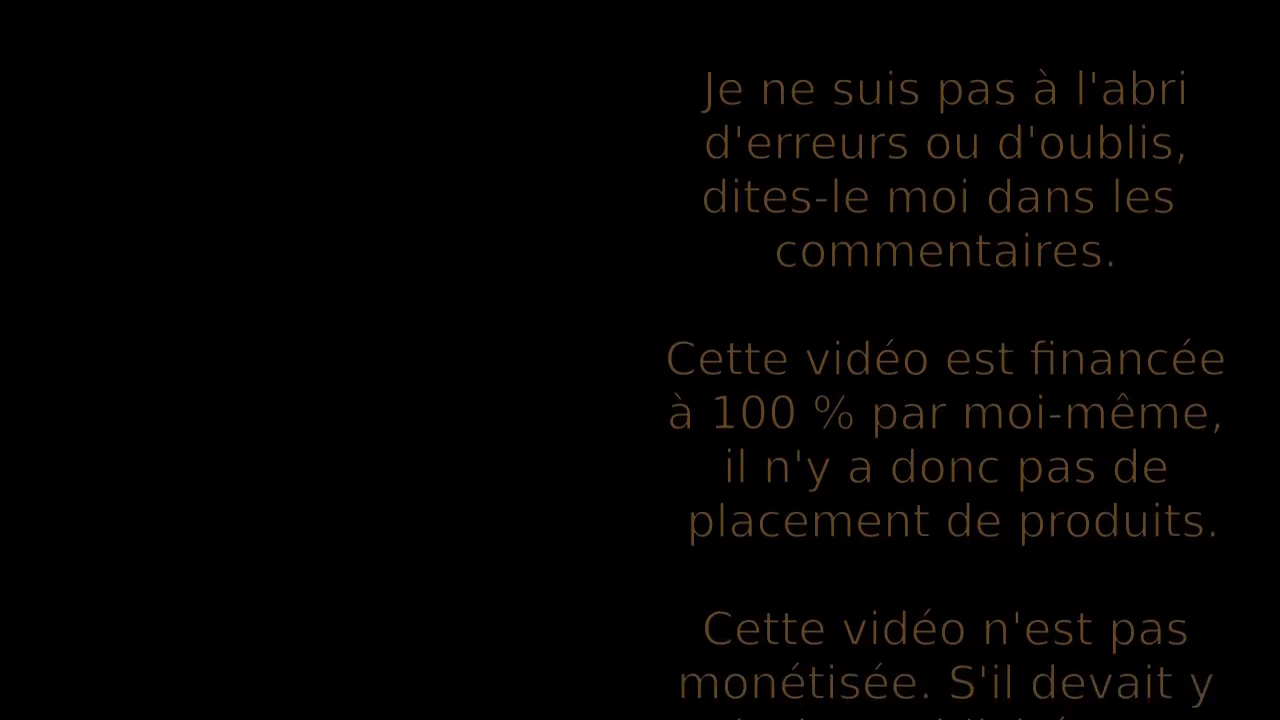 Je ne suis pas à l'abri
d'erreurs ou d'oublis,
dites-le moi dans les
commentaires.
Cette vidéo est financée
à 100 % par moi-même,
il n'y a donc pas de
placement de produits.
Cette vidéo n'est pas
monétisée. S'il devait y